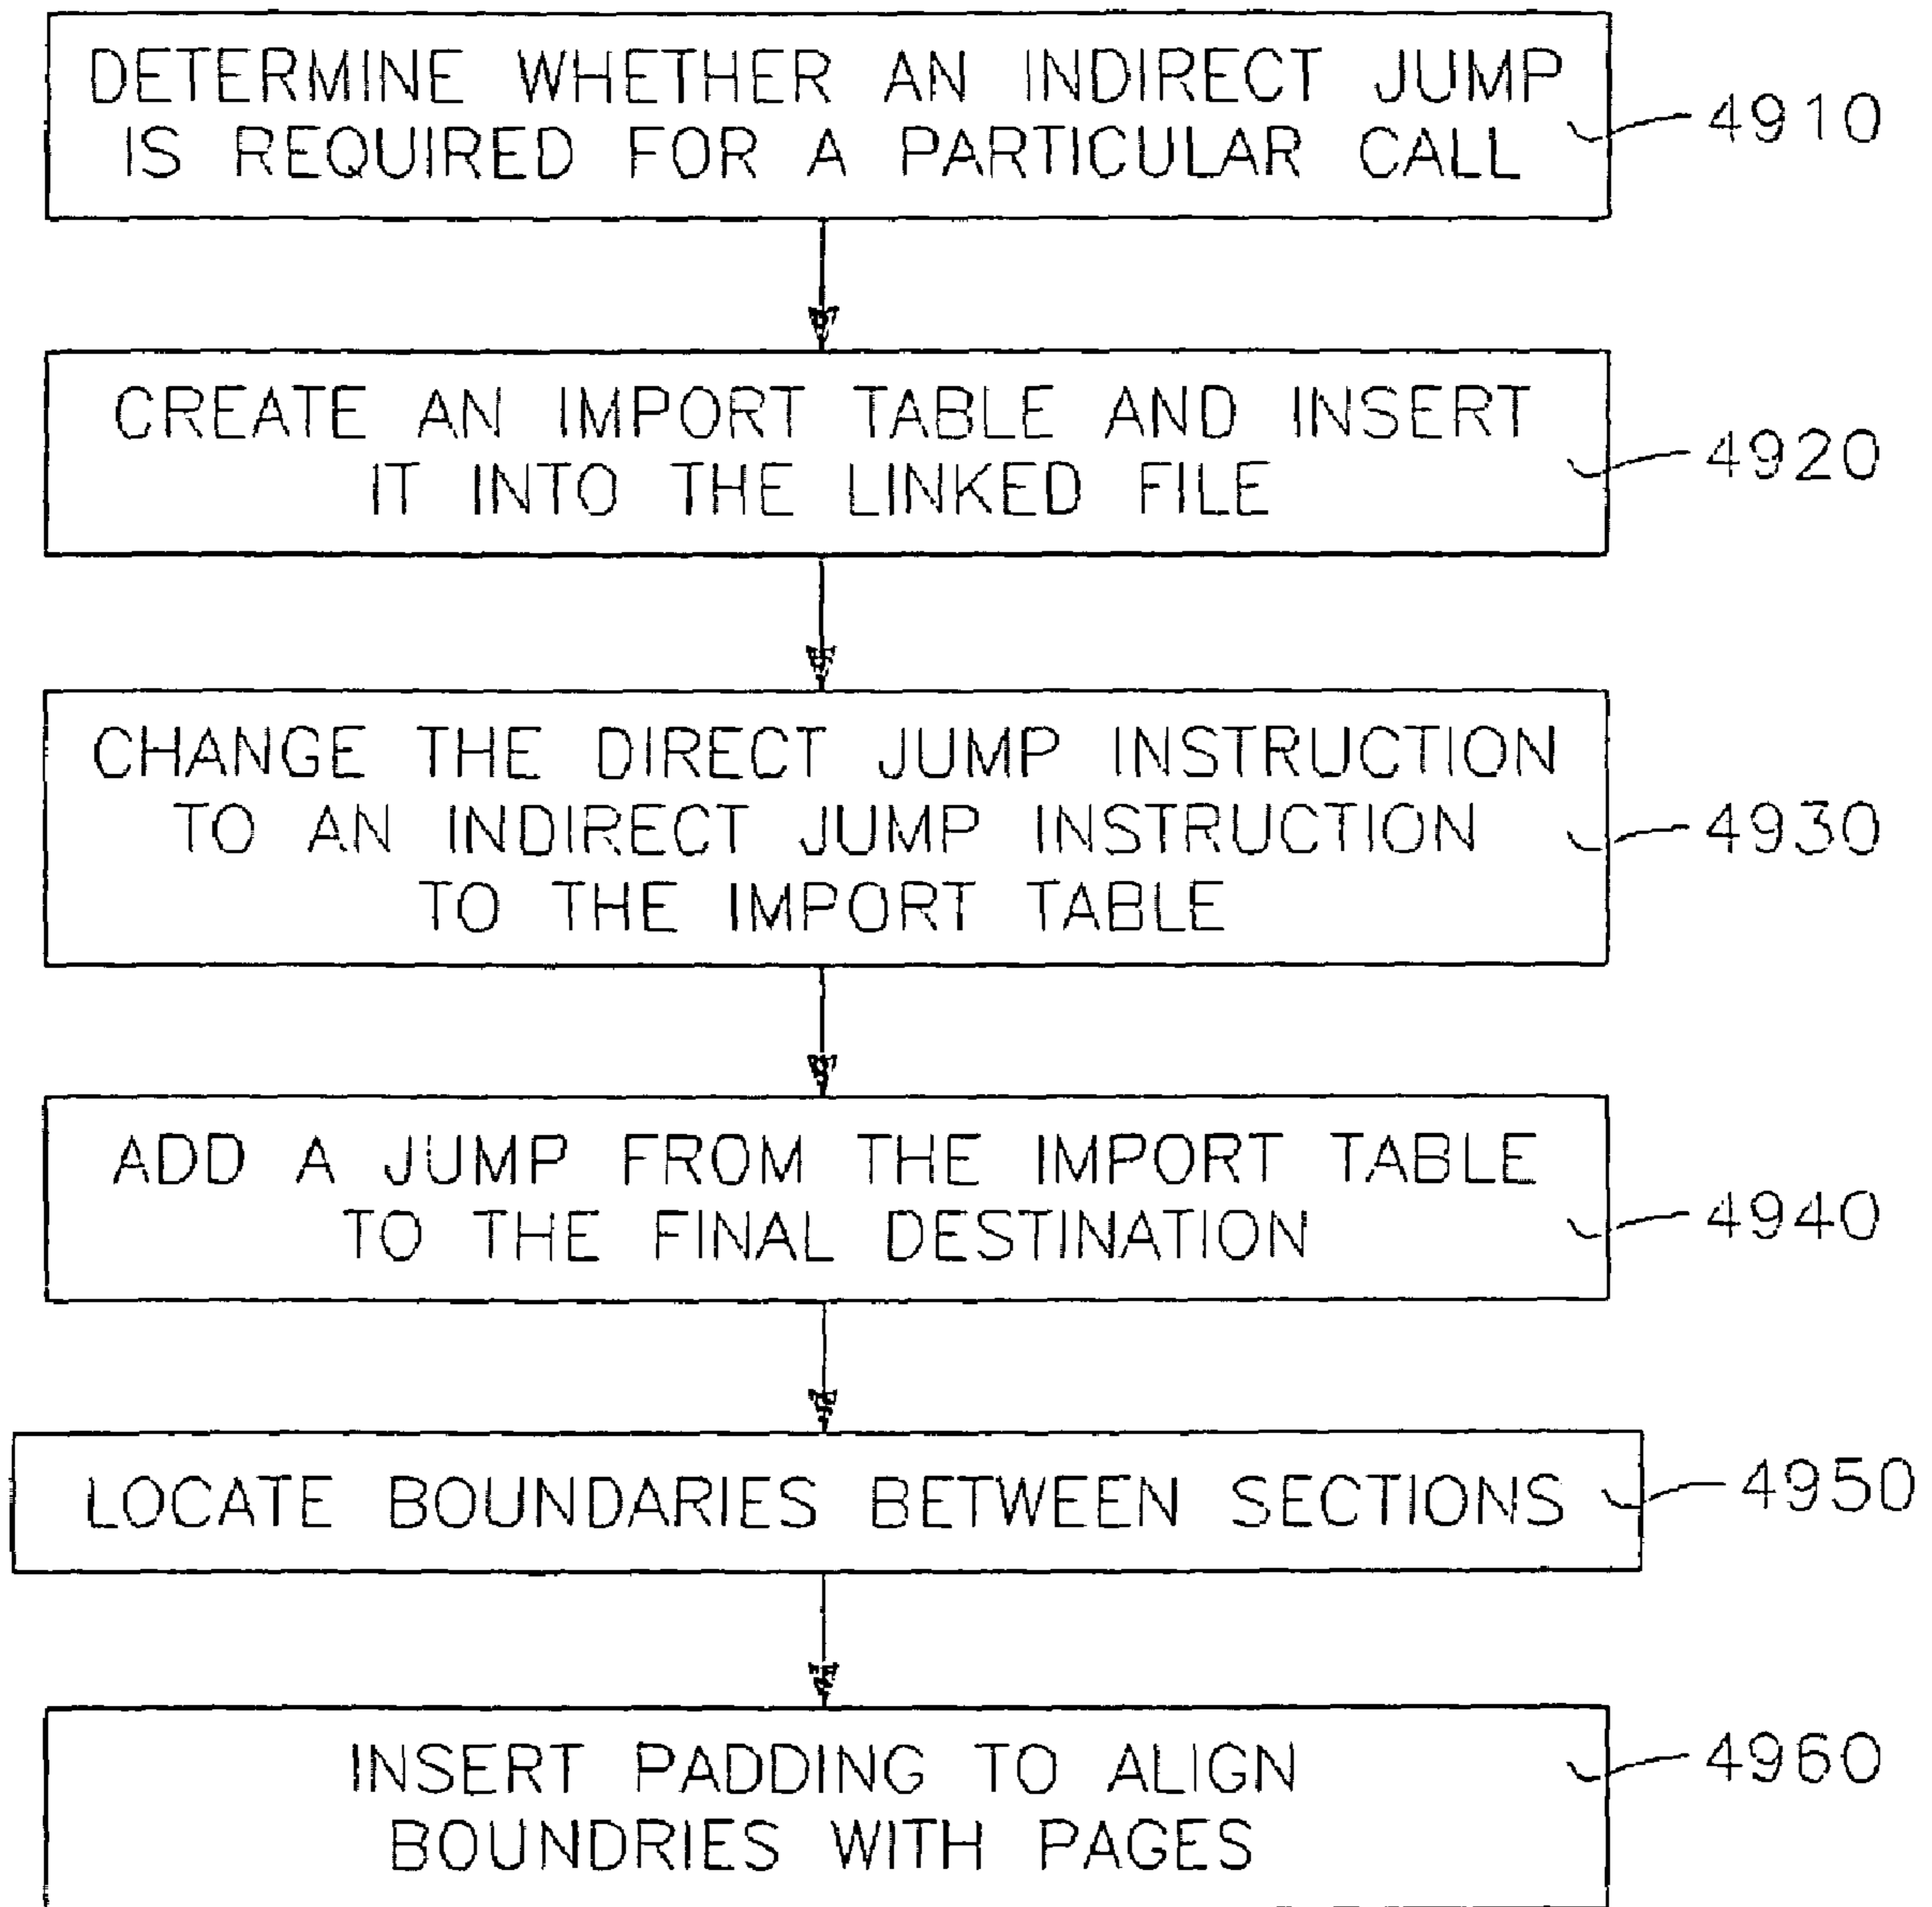 DETERMINE WHETHER AN INDIRECT JUMP
IS REQUIRED FOR A PARTICULAR CALL
4910
CREATE AN IMPORT TABLE AND INSERT
IT INTO THE LINKED FILE
4920
CHANGE THE DIRECT JUMP INSTRUCTION
TO AN INDIRECT JUMP INSTRUCTION
TO THE IMPORT TABLE
4930
ADD A JUMP FROM THE IMPORT TABLE
TO THE FINAL DESTINATION
4940
LOCATE BOUNDARIES BETWEEN SECTIONS
4950
INSERT PADDING TO ALIGN
BOUNDRIES WITH PAGES
4960